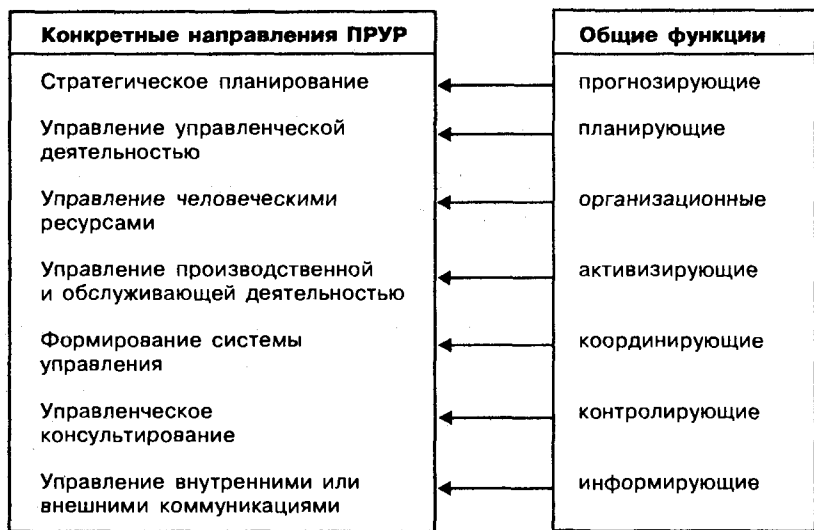 Конкретные направления ПРУР
Стратегическое планирование
Управление управленческой
деятельностью
Управление человеческими
ресурсами
Управление производственной
и обслуживающей деятельностью
Формирование системы
управления
Управленческое
консультирование
Управление внутренними или
внешними коммуникациями
Общие функции
прогнозирующие
планирующие
организационные
активизирующие
координирующие
контролирующие
информирующие